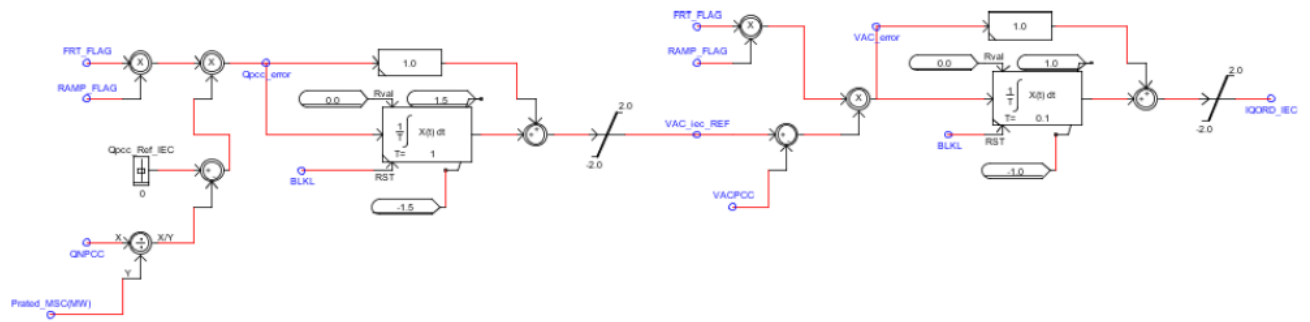 FRT_FLAG
RAMP_FLAG
X
X
Qpcc_error
1.0
0.0
Rval
1.5
1
T
X(t) dt
T=
1
RST
BLKL
-1.5
+
+
2.0
-2.0
Qpcc_Ref_IEC
0
+
-
QNPCC
X
X/Y
÷
Y
Prated_MSC(MW)
FRT_FLAG
RAMP_FLAG
X
VAC_iec_REF
VACPCC
X
VAC_error
1.0
0.0
Rval
1.0
1
T
X(t) dt
T=
0.1
RST
BLKL
-1.0
+
+
2.0
-2.0
IQORD_IEC